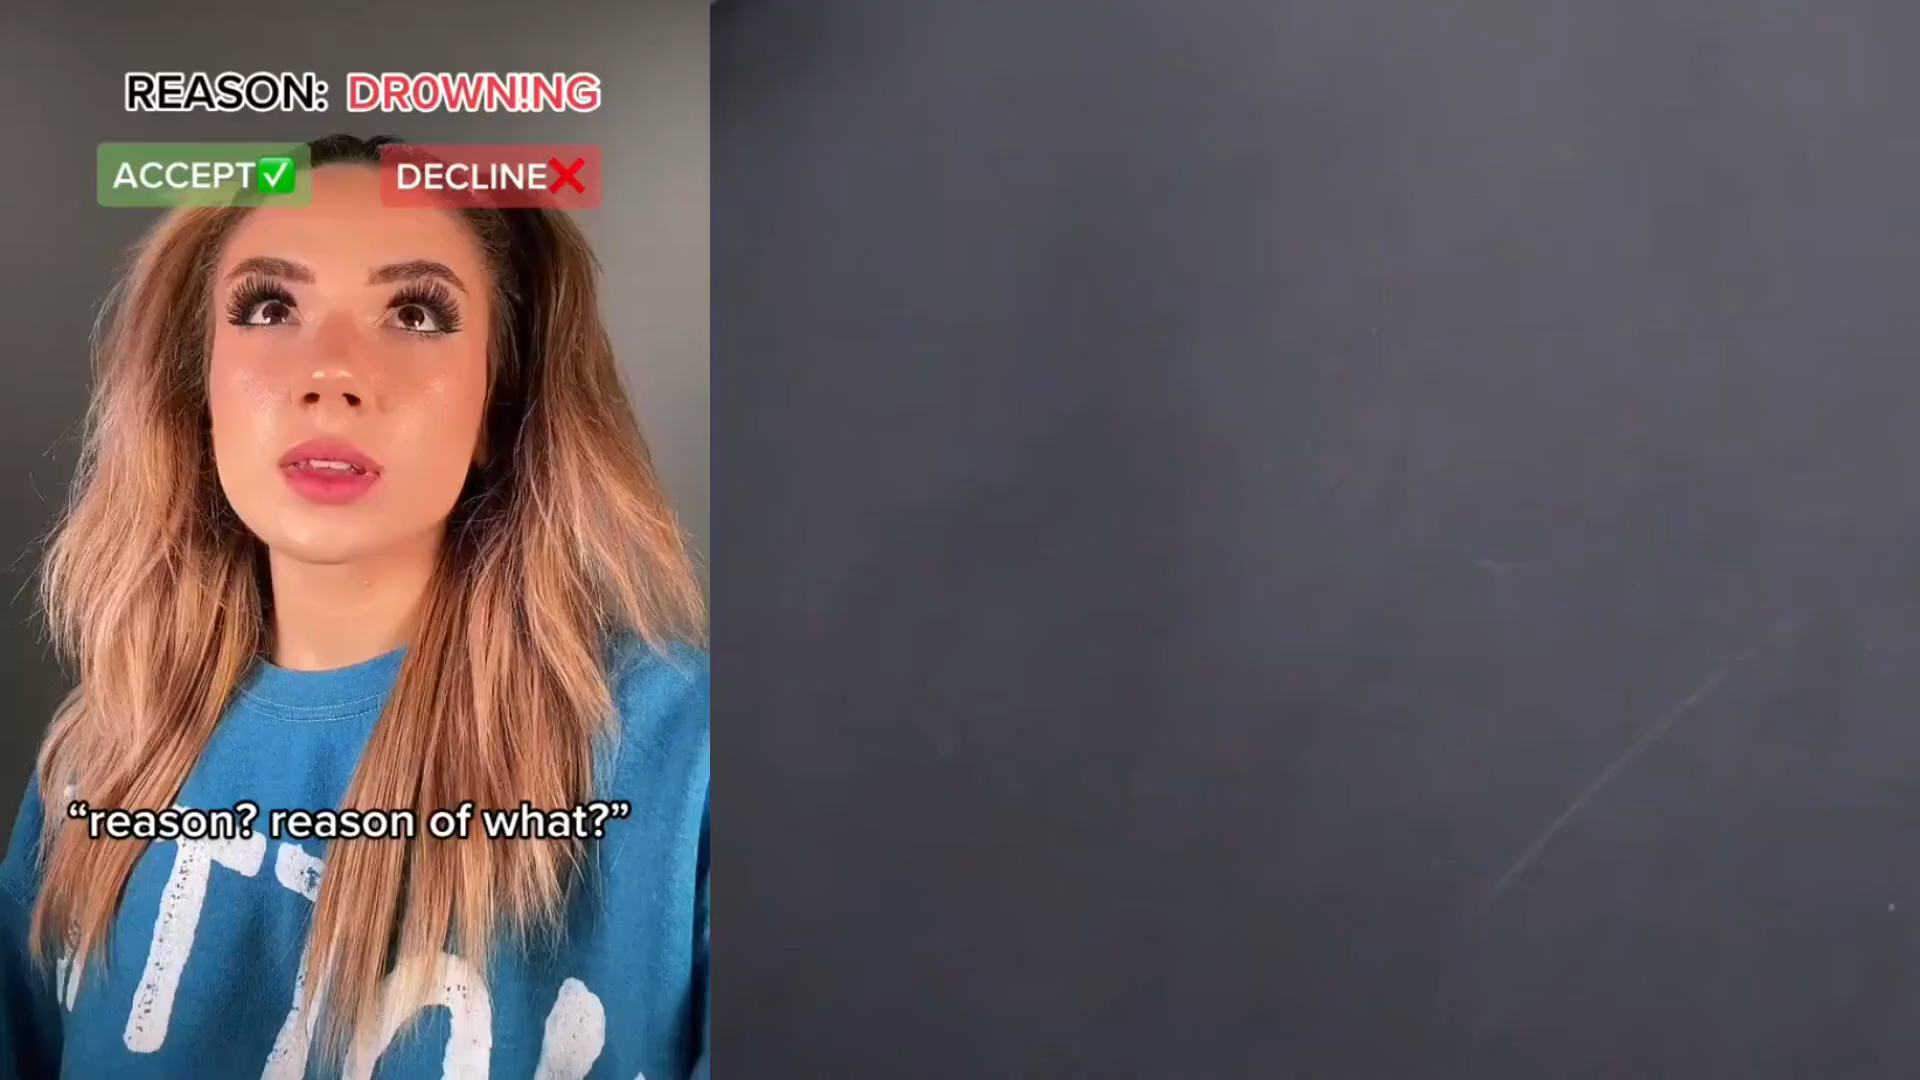 REASON: DR0WN!NG
ACCEPT✅ DECLINE❌
“reason? reason of what?”